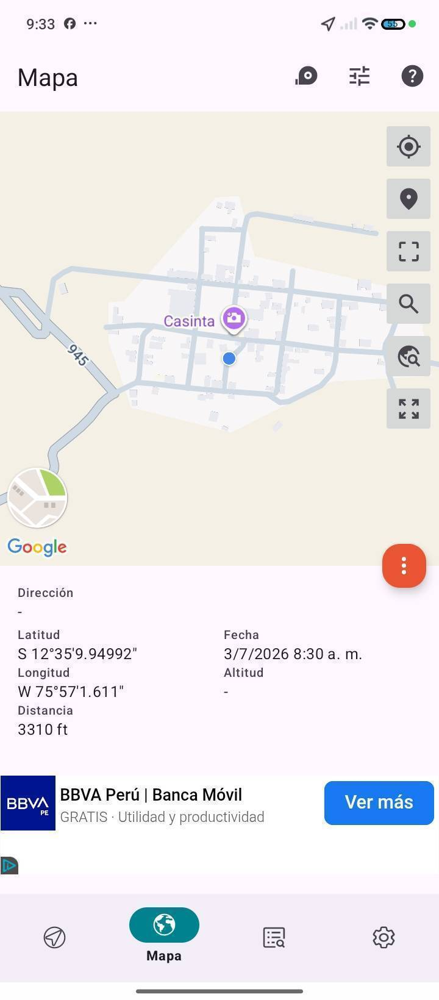 9:33
55
Mapa
Casinta
945
Google
Dirección
-
Latitud
Fecha
S 12°35'9.94992"
3/7/2026 8:30 a. m.
Longitud
Altitud
W 75°57'1.611"
-
Distancia
3310 ft
BBVA
PE
BBVA Perú | Banca Móvil
GRATIS · Utilidad y productividad
Ver más
Mapa